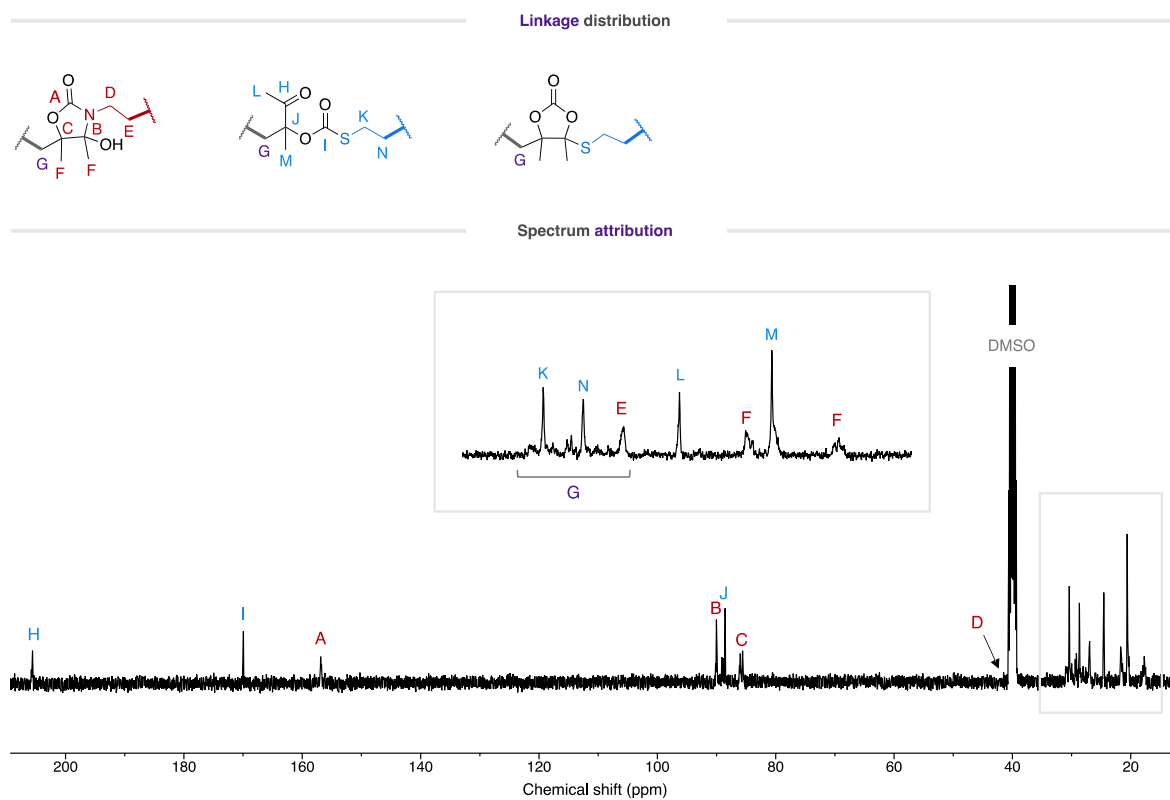 Linkage distribution
O
A
D
O
N
C
B
E
OH
G
F
F
H
L
O
O
J
K
O
S
I
G
M
N
O
O
O
S
G
Spectrum attribution
M
K
N
L
E
F
F
G
DMSO
H
I
A
B
J
C
D
200
180
160
140
120
100
80
60
40
20
Chemical shift (ppm)